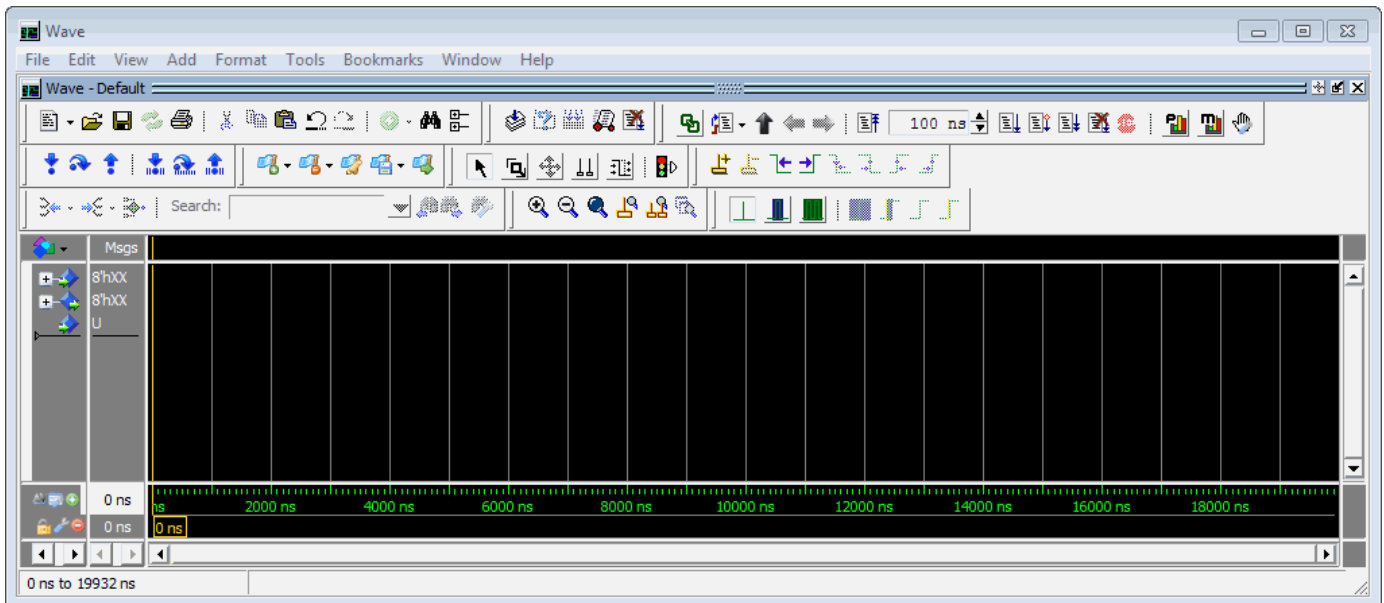 Wave
File Edit View Add Format Tools Bookmarks Window Help
Wave - Default
100 ns
Search:
Msgs
8'hXX
8'hXX
U
0 ns
ns 2000 ns 4000 ns 6000 ns 8000 ns 10000 ns 12000 ns 14000 ns 16000 ns 18000 ns
0 ns 0 ns
0 ns to 19932 ns